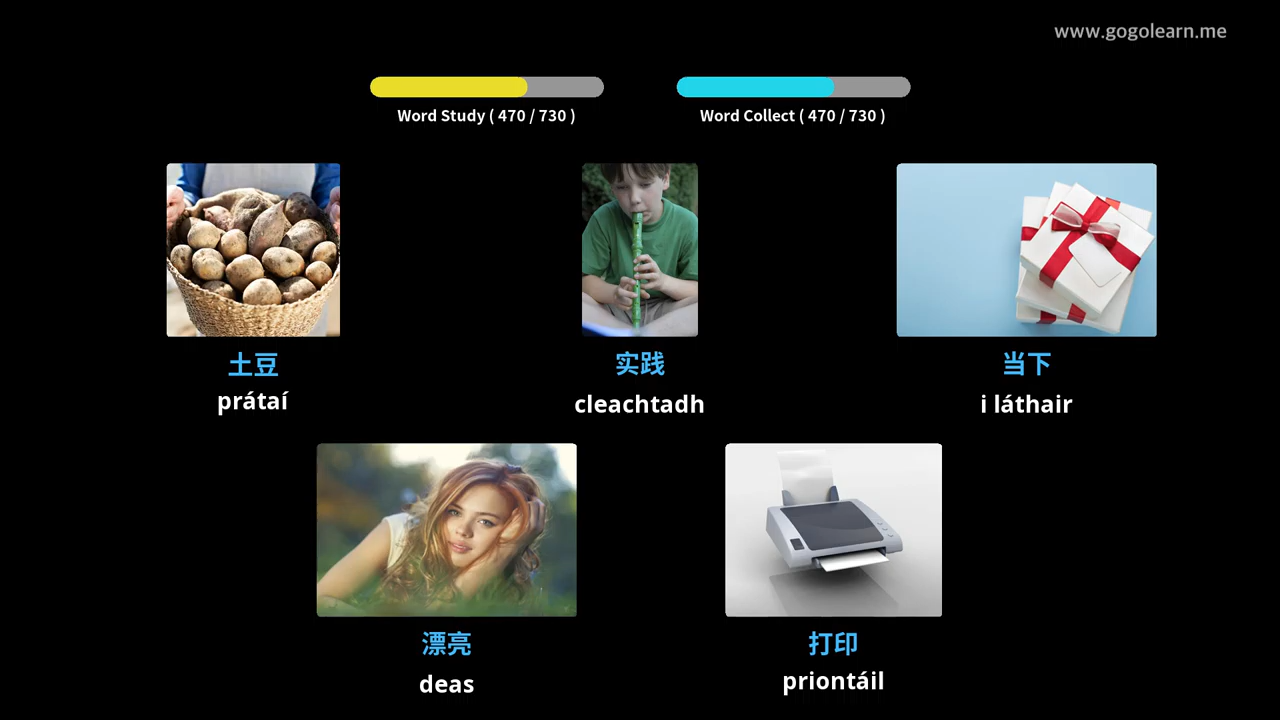 www.gogolearn.me
Word Study ( 470 / 730 )
Word Collect ( 470 / 730 )
土豆
prátaí
实践
cleachtadh
当下
i láthair
漂亮
deas
打印
priontáil